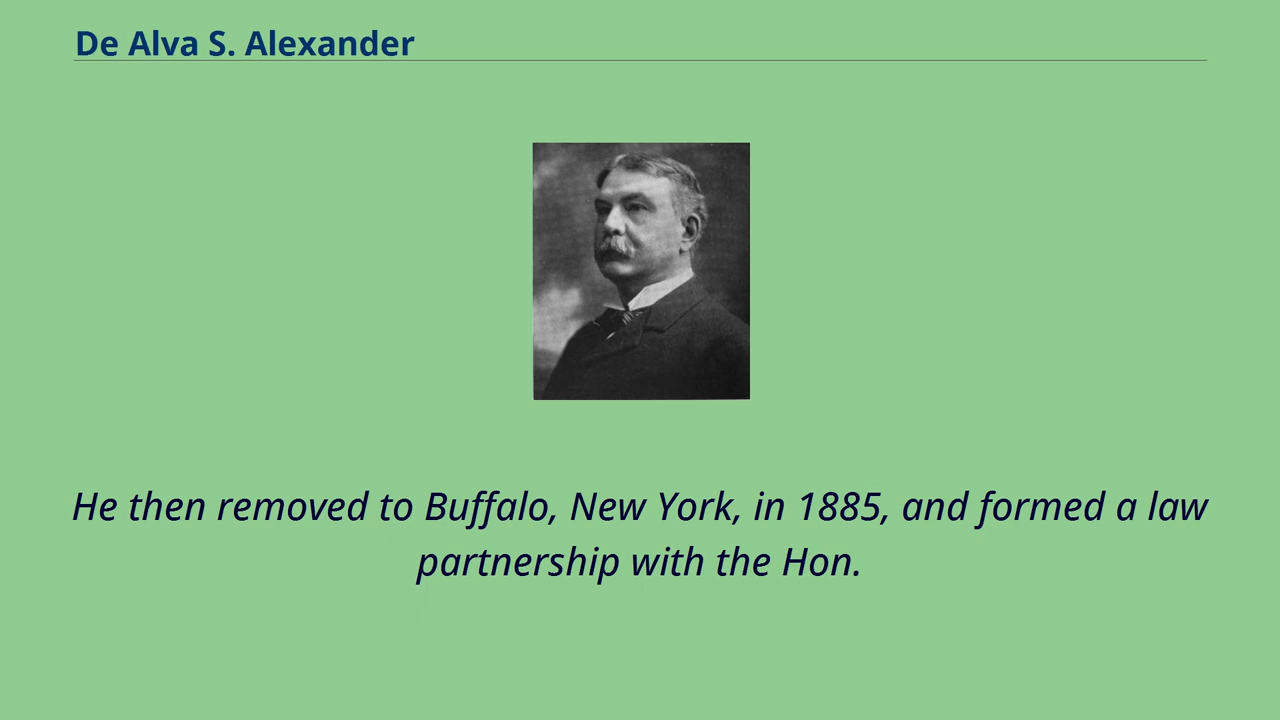 De Alva S. Alexander
He then removed to Buffalo, New York, in 1885, and formed a law
partnership with the Hon.